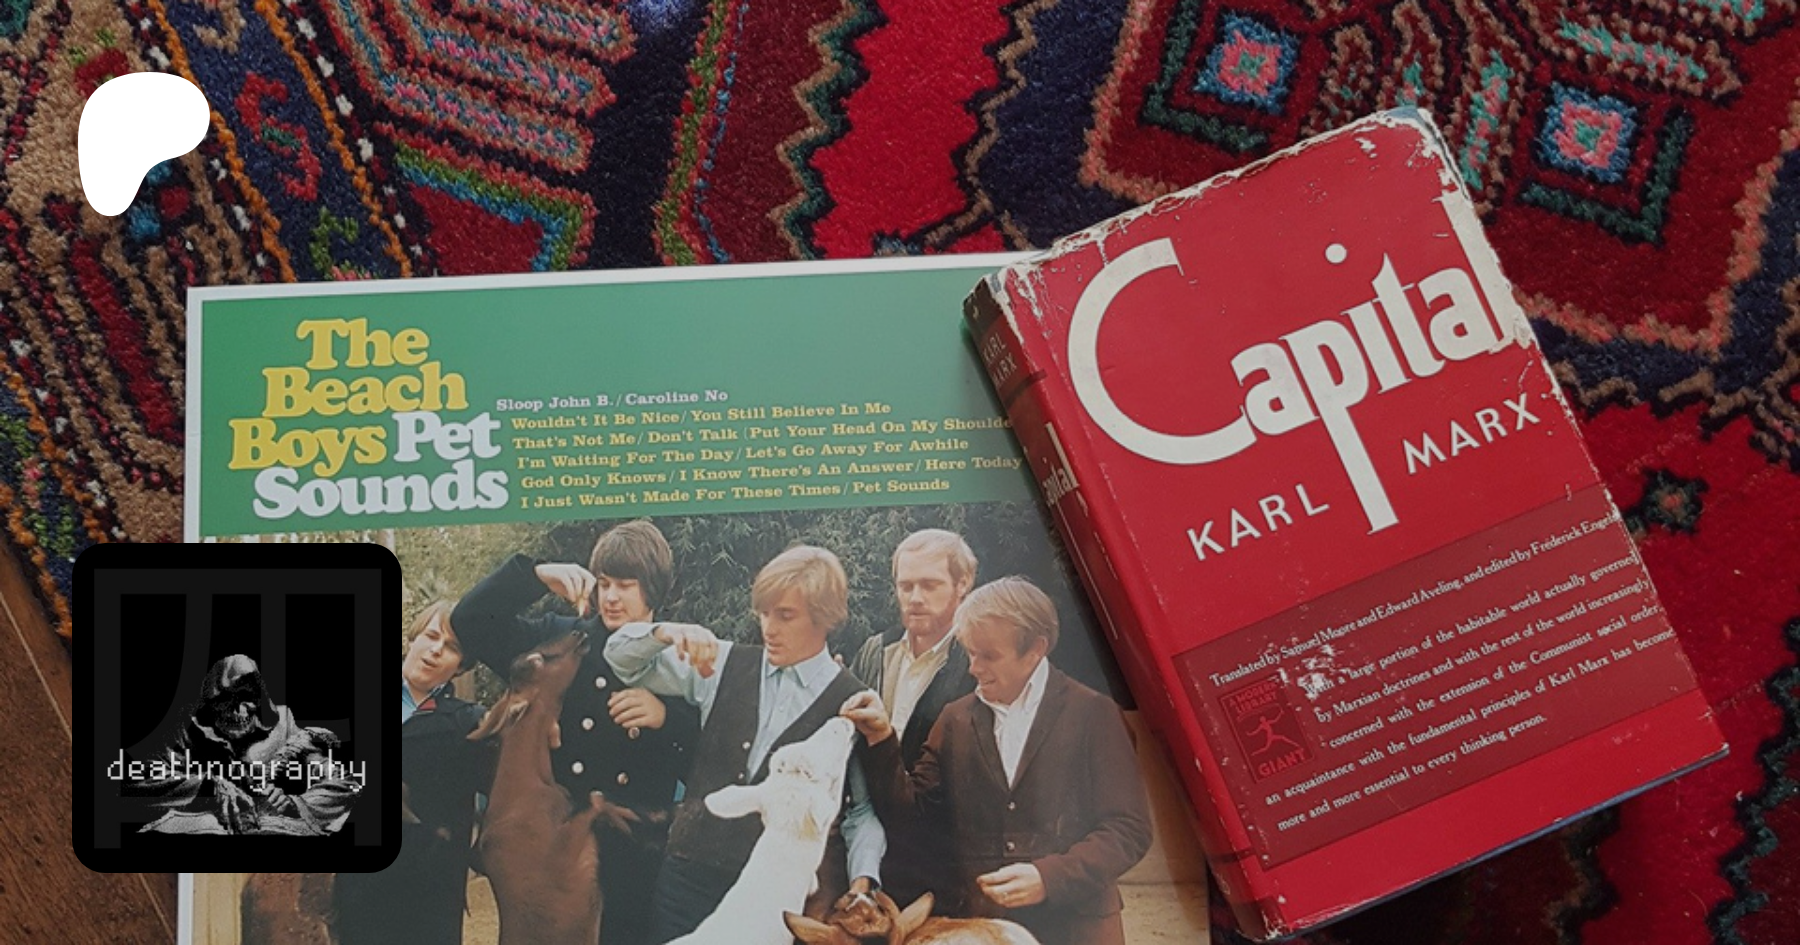 The
Beach
Boys Pet
Sounds
Sloop John B. / Caroline No
Wouldn't It Be Nice / You Still Believe In Me
That's Not Me / Don't Talk (Put Your Head On My Shoulde
I'm Waiting For The Day / Let's Go Away For Awhile
God Only Knows / I Know There's An Answer / Here Today
I Just Wasn't Made For These Times / Pet Sounds
KARL
MARX
Capital
Capital
KARL MARX
Translated by Samuel Moore and Edward Aveling, and edited by Frederick Engels
With a large portion of the habitable world actually governed
by Marxian doctrines and with the rest of the world increasingly
concerned with the extension of the Communist social order,
an acquaintance with the fundamental principles of Karl Marx has become
more and more essential to every thinking person.
A MODERN
LIBRARY
GIANT
deathnography